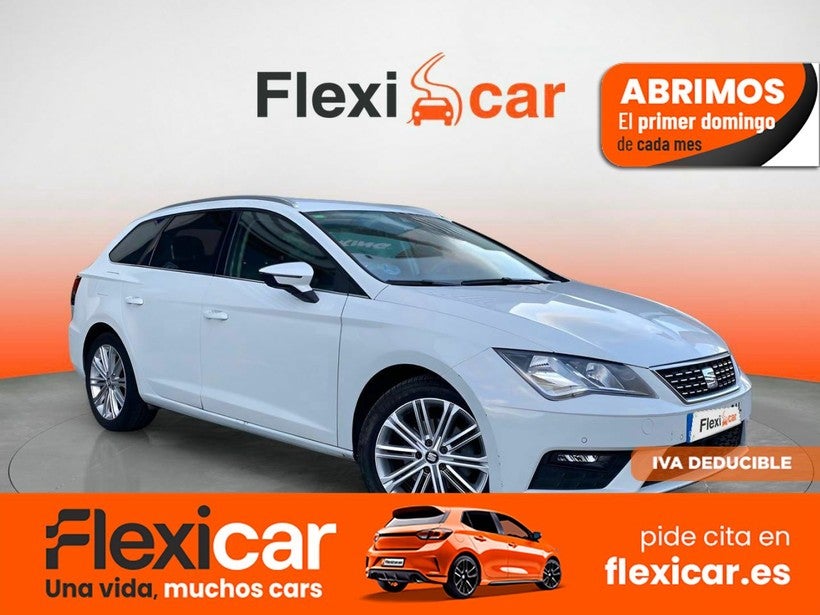 Flexicar
ABRIMOS
El primer domingo
de cada mes
Flexicar
IVA DEDUCIBLE
Flexicar
Una vida, muchos cars
pide cita en
flexicar.es